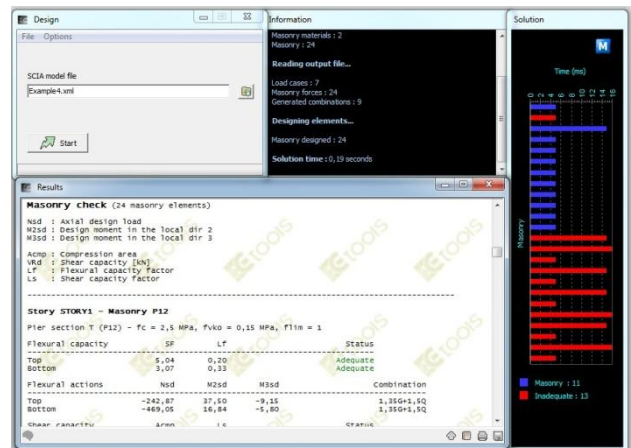 Design
File Options
SCIA model file
Example4.xml
Start
Information
Masonry materials : 2
Masonry : 24
Reading output file...
Load cases : 7
Masonry forces : 24
Generated combinations : 9
Designing elements...
Masonry designed : 24
Solution time : 0,19 seconds
Solution
M
Time (ms)
0 2 4 6 8 10 12 14 16
Masonry
Masonry : 11
Inadequate : 13
Results
Masonry check (24 masonry elements)
Nsd : Axial design load
M2sd : Design moment in the local dir 2
M3sd : Design moment in the local dir 3
Acmp : Compression area
VRd : Shear capacity [kN]
Lf : Flexural capacity factor
Ls : Shear capacity factor
Story STORY1 - Masonry P12
Pier section T (P12) - fc = 2,5 MPa, fvko = 0,15 MPa, flim = 1
Flexural capacity SF Lf Status
Top 5,04 0,20 Adequate
Bottom 3,07 0,33 Adequate
Flexural actions Nsd M2sd M3sd Combination
Top -242,87 37,50 -9,15 1,35G+1,5Q
Bottom -469,05 16,84 -5,80 1,35G+1,5Q
Shear capacity Acmp Ls Status